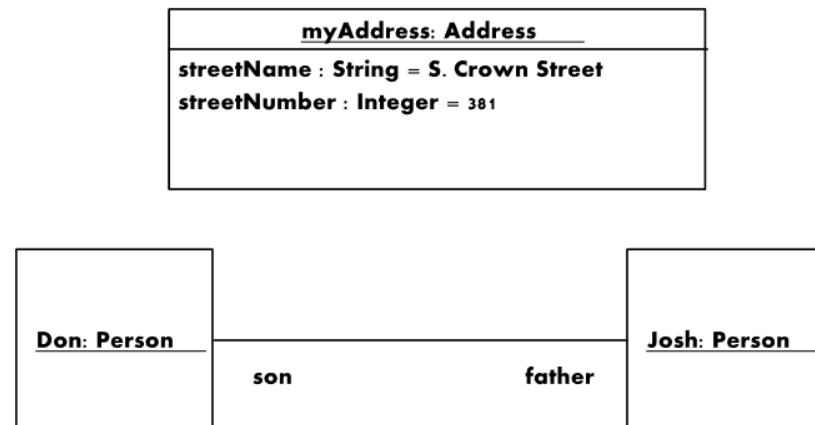 myAddress: Address
streetName : String = S. Crown Street
streetNumber : Integer = 381
Don: Person
Josh: Person
son
father